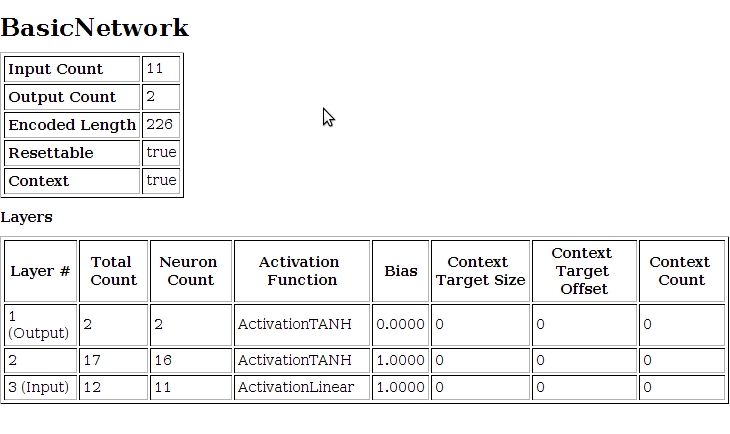 BasicNetwork
Input Count 11
Output Count 2
Encoded Length 226
Resettable true
Context true
Layers
Layer # Total Count Neuron Count Activation Function Bias Context Target Size Context Target Offset Context Count
1 (Output) 2 2 ActivationTANH 0.0000 0 0 0
2 17 16 ActivationTANH 1.0000 0 0 0
3 (Input) 12 11 ActivationLinear 1.0000 0 0 0